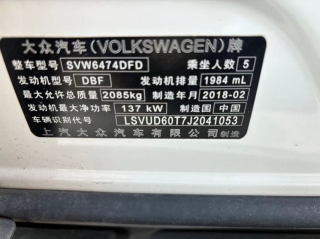 大众汽车(VOLKSWAGEN)牌
整车型号 SVW6474DFD 乘坐人数 5
发动机型号 DBF 发动机排量 1984 mL
最大允许总质量 2085kg 制造年月 2018-02
发动机最大净功率 137 kW 制造国 中国
车辆识别代号 LSVUD60T7J2041053
上汽大众汽车有限公司 制造